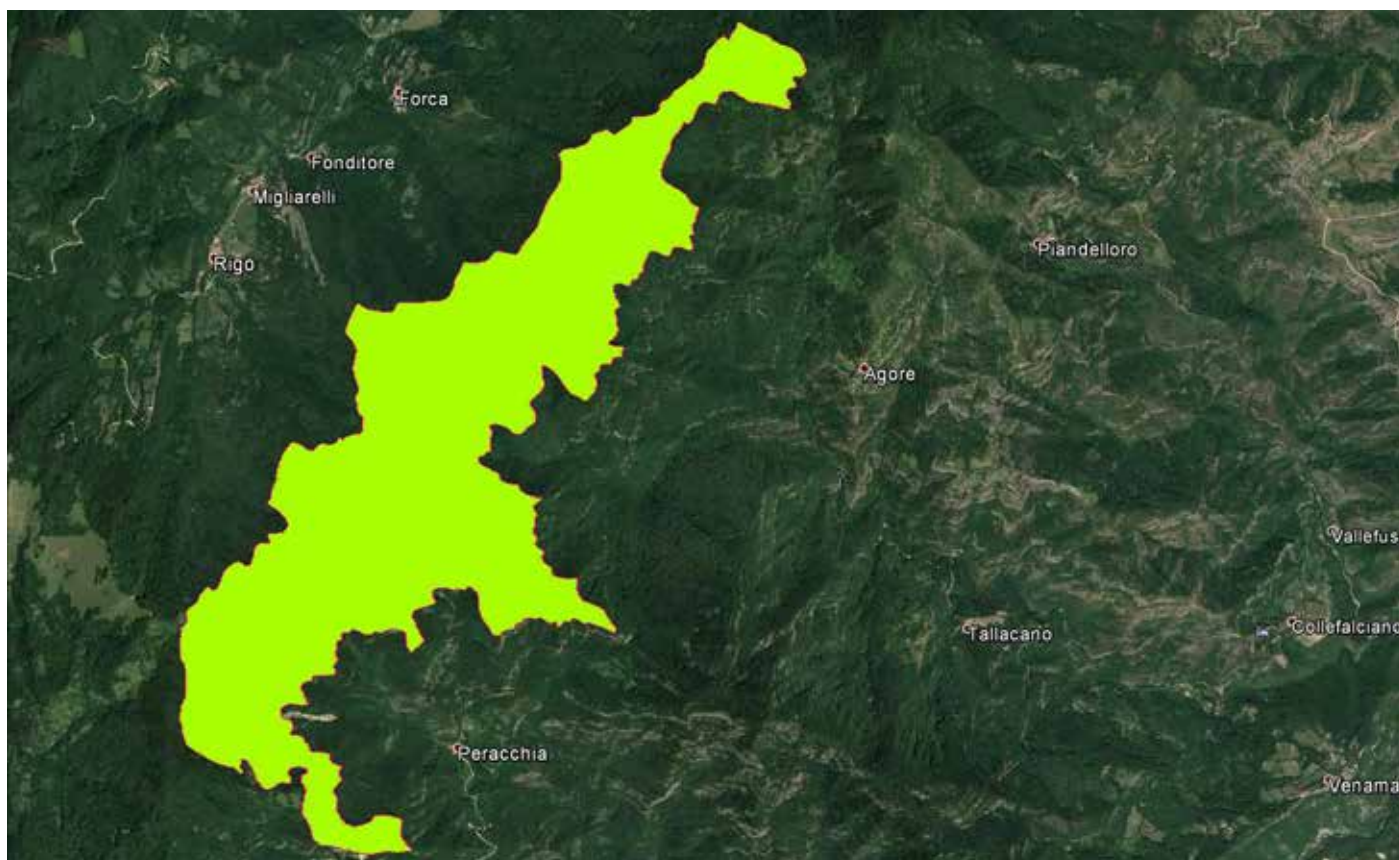 Forca
Fonditore
Migliarelli
Rigo
Piandelloro
Agore
Vallefus
Tallacano
Collefalciano
Peracchia
Venama